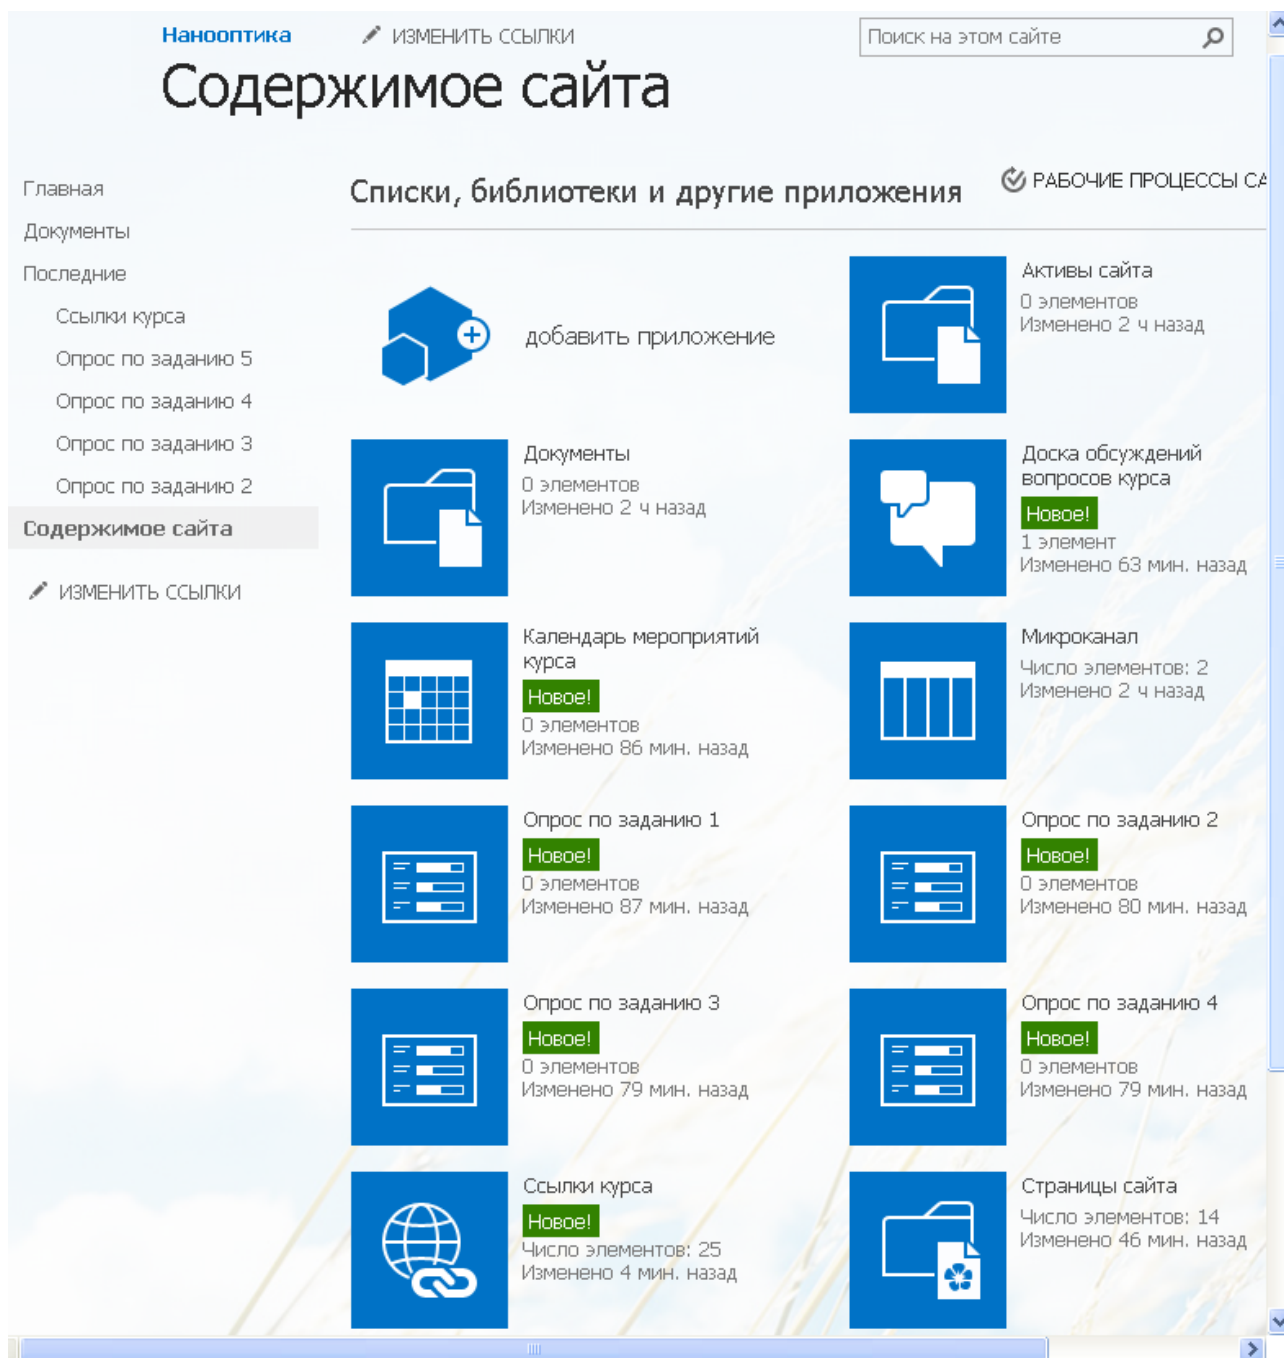 Нанооптика
ИЗМЕНИТЬ ССЫЛКИ
Поиск на этом сайте
Содержимое сайта
Главная
Документы
Последние
Ссылки курса
Опрос по заданию 5
Опрос по заданию 4
Опрос по заданию 3
Опрос по заданию 2
Содержимое сайта
ИЗМЕНИТЬ ССЫЛКИ
Списки, библиотеки и другие приложения
РАБОЧИЕ ПРОЦЕССЫ СА
добавить приложение
Активы сайта
0 элементов
Изменено 2 ч назад
Документы
0 элементов
Изменено 2 ч назад
Доска обсуждений
вопросов курса
Новое!
1 элемент
Изменено 63 мин. назад
Календарь мероприятий
курса
Новое!
0 элементов
Изменено 86 мин. назад
Микроканал
Число элементов: 2
Изменено 2 ч назад
Опрос по заданию 1
Новое!
0 элементов
Изменено 87 мин. назад
Опрос по заданию 2
Новое!
0 элементов
Изменено 80 мин. назад
Опрос по заданию 3
Новое!
0 элементов
Изменено 79 мин. назад
Опрос по заданию 4
Новое!
0 элементов
Изменено 79 мин. назад
Ссылки курса
Новое!
Число элементов: 25
Изменено 4 мин. назад
Страницы сайта
Число элементов: 14
Изменено 46 мин. назад